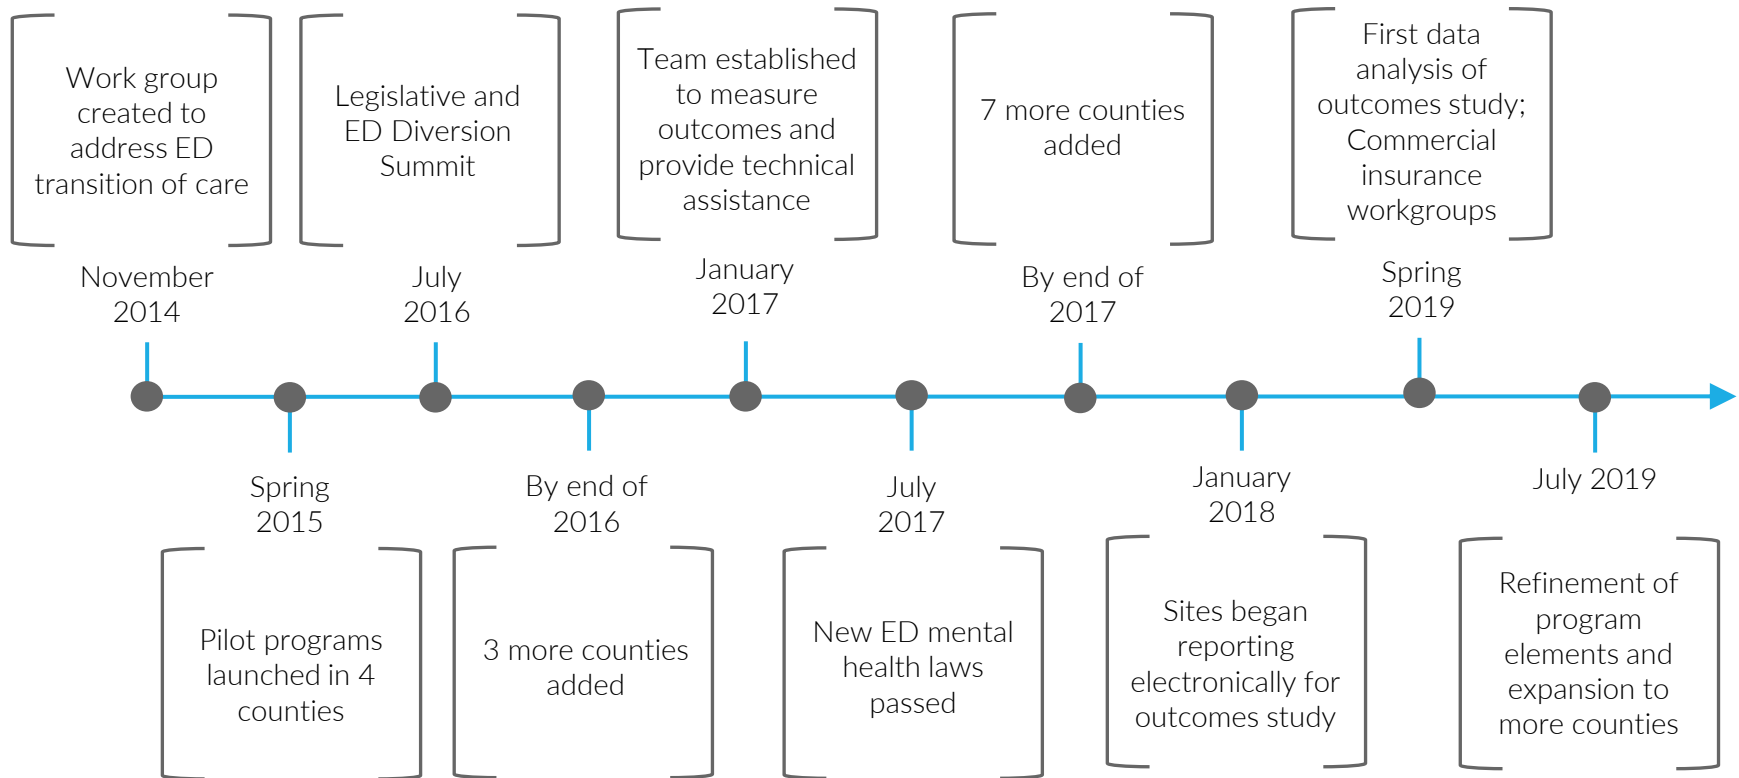 Work group
created to
address ED
transition of care
November
2014
Legislative and
ED Diversion
Summit
July
2016
Team established
to measure
outcomes and
provide technical
assistance
January
2017
7 more counties
added
By end of
2017
First data
analysis of
outcomes study;
Commercial
insurance
workgroups
Spring
2019
Spring
2015
Pilot programs
launched in 4
counties
By end of
2016
3 more counties
added
July
2017
New ED mental
health laws
passed
January
2018
Sites began
reporting
electronically for
outcomes study
July 2019
Refinement of
program
elements and
expansion to
more counties